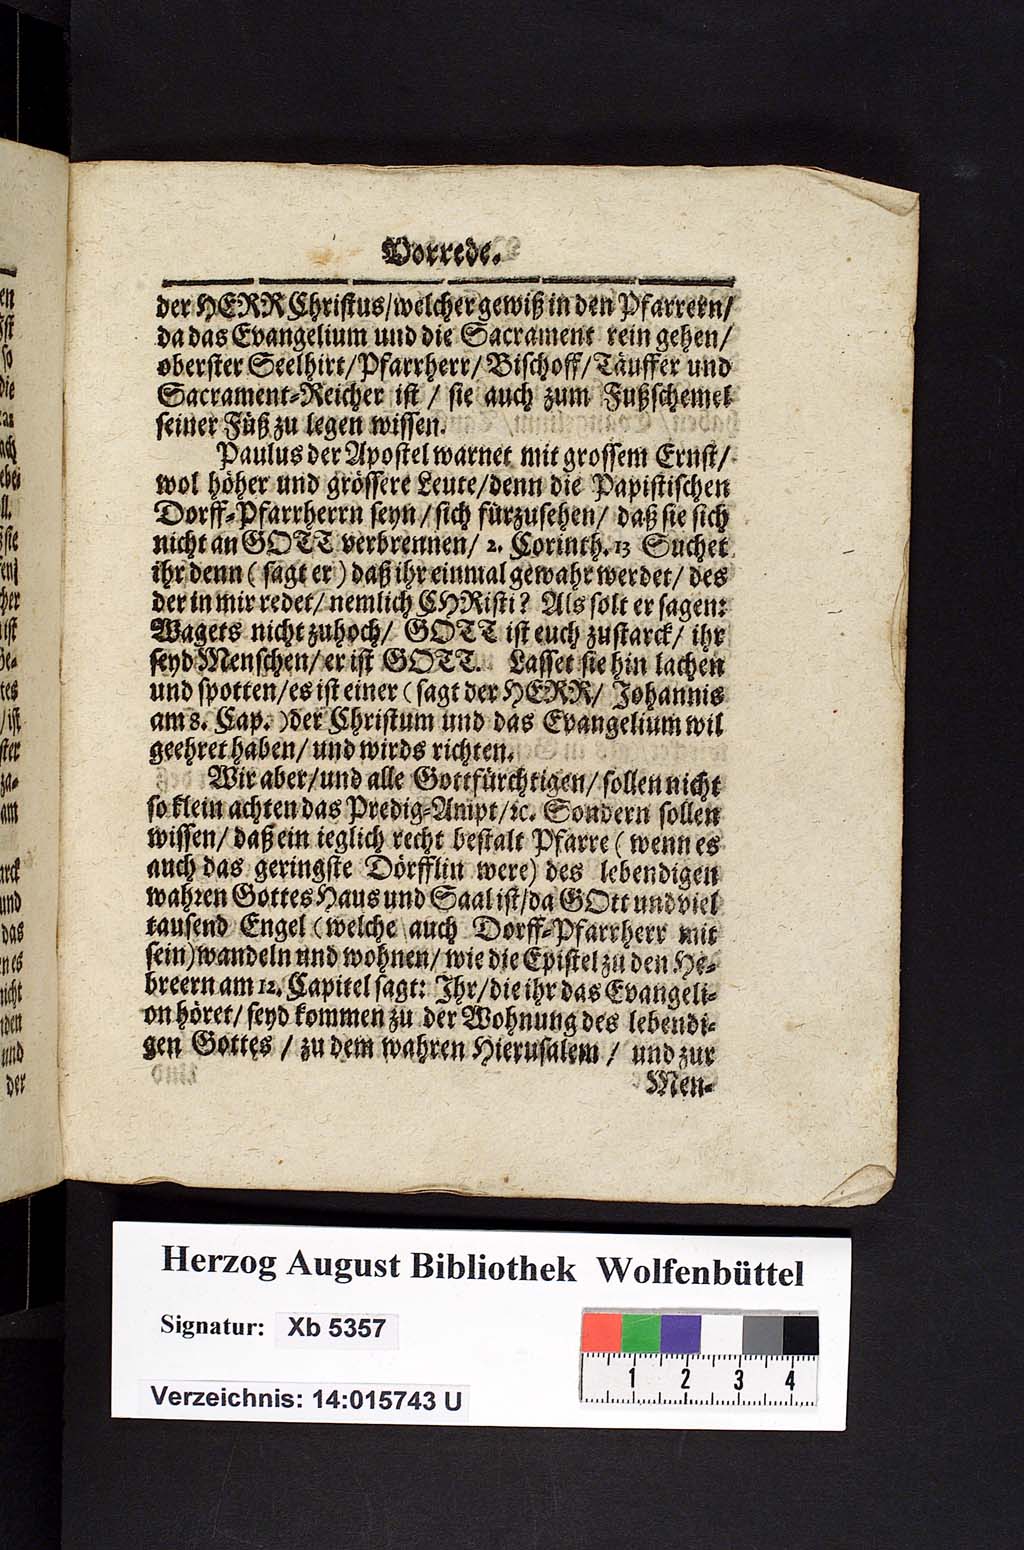 Vorrede.
der HERR Christus/welcher gewiß in den Pfarrern/
da das Evangelium und die Sacrament rein gehen/
oberster Seelhirt/Pfarrherr/Bischoff/Täuffer und
Sacrament-Reicher ist / sie auch zum Fußschemel
seiner Füß zu legen wissen.
Paulus der Apostel warnet mit grossem Ernst/
wol höher und grössere Leute/denn die Papistischen
Dorff-Pfarrherrn seyn/sich fürzusehen/ daß sie sich
nicht an GOTT verbrennen/ 2. Corinth. 13 Suchet
ihr denn (sagt er) daß ihr einmal gewahr werdet/ des
der in mir redet/nemlich CHRisti? Als solt er sagen:
Wagets nicht zuhoch/ GOTT ist euch zustarck/ ihr
seyd Menschen/er ist GOTT. Lasset sie hin lachen
und spotten/es ist einer (sagt der HERR/ Johannis
am 8. Cap. )der Christum und das Evangelium wil
geehret haben/ und wirds richten.
Wir aber/und alle Gottfürchtigen/sollen nicht
so klein achten das Predig-Ampt/ꝛc. Sondern sollen
wissen/ daß ein ieglich recht bestalt Pfarre (wenn es
auch das geringste Dörfflin were) des lebendigen
wahren Gottes Haus und Saal ist/da GOtt und viel
tausend Engel (welche auch Dorff-Pfarrherr mit
sein)wandeln und wohnen/wie die Epistel zu den He-
breern am 12. Capitel sagt: Ihr/die ihr das Evangeli-
on höret/seyd kommen zu der Wohnung des lebendi-
gen Gottes / zu dem wahren Hierusalem / und zur
Men-
Herzog August Bibliothek Wolfenbüttel
Signatur: Xb 5357
Verzeichnis: 14:015743 U
1 2 3 4